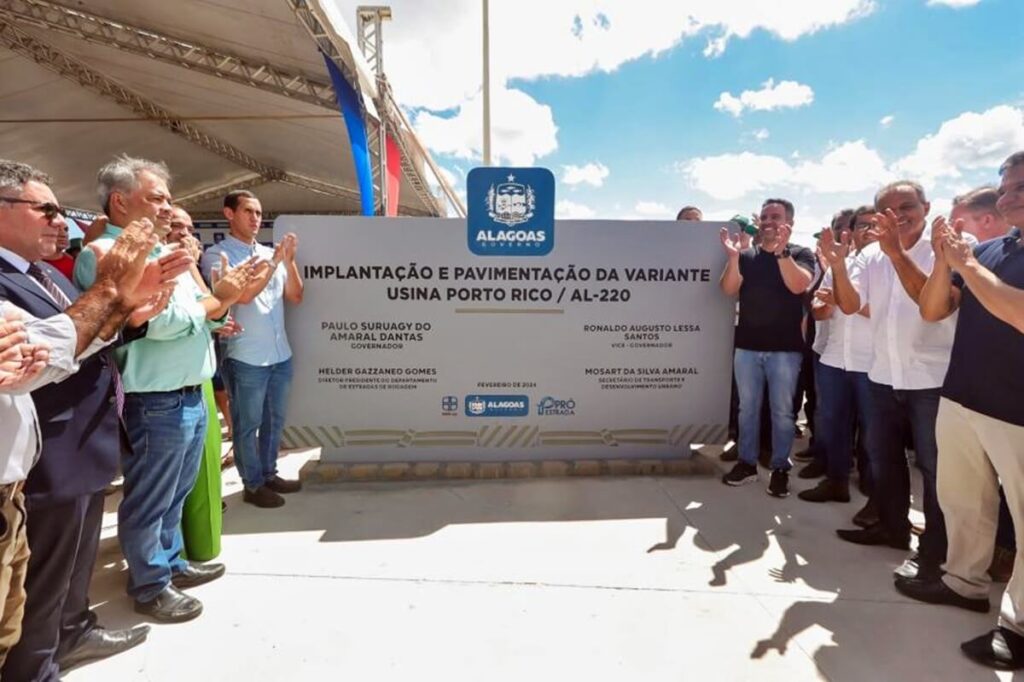 ALAGOAS
GOVERNO
IMPLANTAÇÃO E PAVIMENTAÇÃO DA VARIANTE
USINA PORTO RICO / AL-220
PAULO SURUAGY DO
AMARAL DANTAS
GOVERNADOR
RONALDO AUGUSTO LESSA
SANTOS
VICE - GOVERNADOR
HELDER GAZZANEO GOMES
DIRETOR PRESIDENTE DO DEPARTAMENTO
DE ESTRADAS DE RODAGEM
MOSART DA SILVA AMARAL
SECRETÁRIO DE TRANSPORTE E
DESENVOLVIMENTO URBANO
FEVEREIRO DE 2024
ALAGOAS
PRÓ
ESTRADA